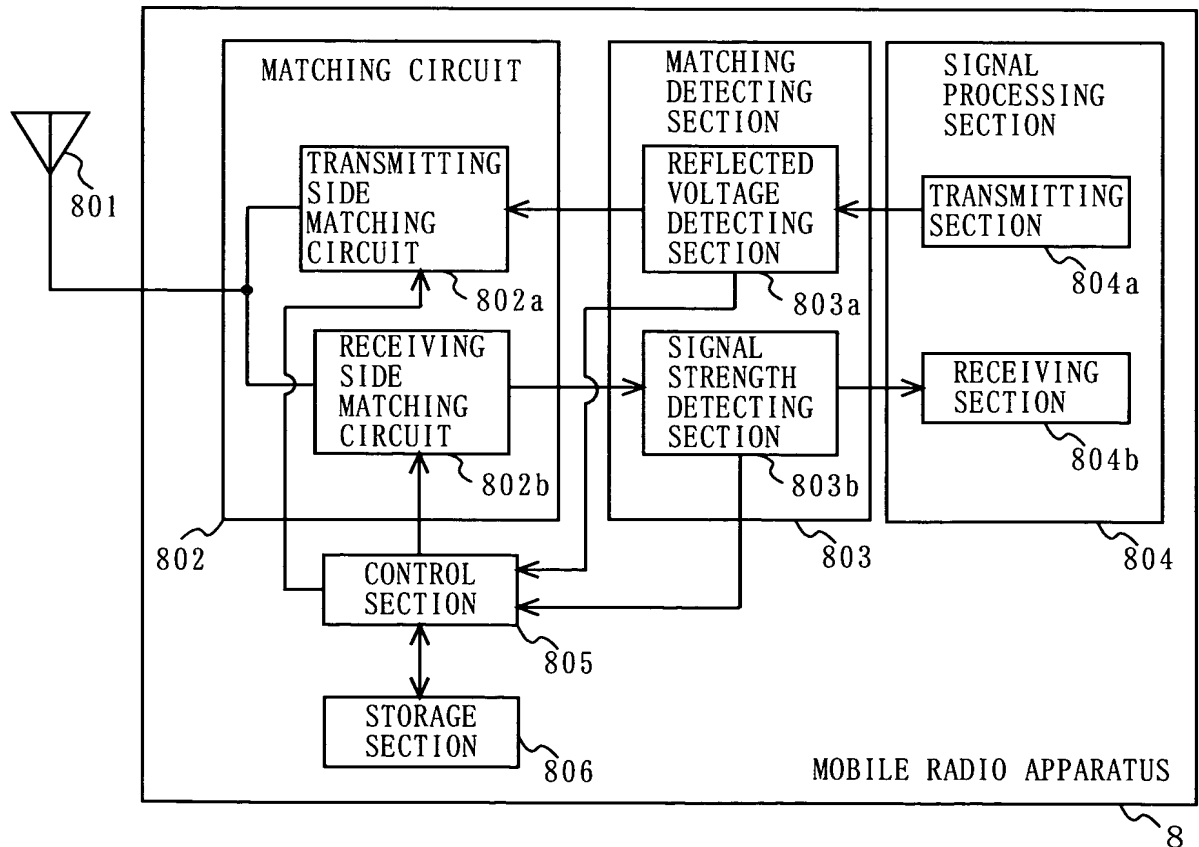 MATCHING CIRCUIT
MATCHING
DETECTING
SECTION
SIGNAL
PROCESSING
SECTION
801
TRANSMITTING
SIDE
MATCHING
CIRCUIT
802a
REFLECTED
VOLTAGE
DETECTING
SECTION
803a
TRANSMITTING
SECTION
804a
RECEIVING
SIDE
MATCHING
CIRCUIT
802b
SIGNAL
STRENGTH
DETECTING
SECTION
803b
RECEIVING
SECTION
804b
802
803
804
CONTROL
SECTION
805
STORAGE
SECTION
806
MOBILE RADIO APPARATUS
8